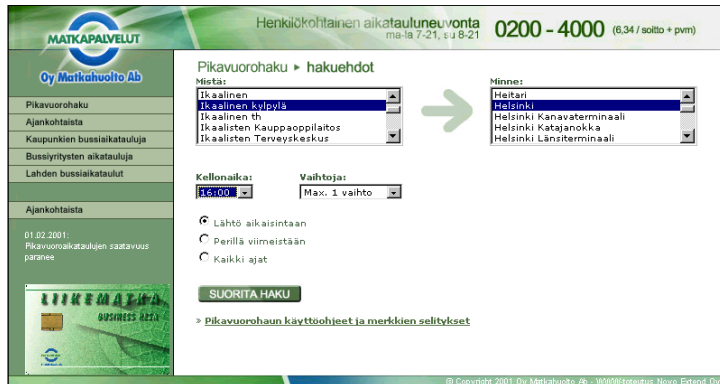 MATKAPALVELUT
Oy Matkahuolto Ab
Henkilökohtainen aikatauluneuvonta
ma-la 7-21, su 8-21
0200 - 4000 (6,34 / soitto + pvm)
Pikavuorohaku
Ajankohtaista
Kaupunkien bussiaikatauluja
Bussiyritysten aikatauluja
Lahden bussiaikataulut
Ajankohtaista
01.02.2001:
Pikavuoroaikataulujen saatavuus
paranee
LIIKEMATKA
BUSINESS RESA
Pikavuorohaku ▸ hakuehdot
Mistä:
Ikaalinen
Ikaalinen kylpylä
Ikaalinen th
Ikaalisten Kauppaoppilaitos
Ikaalisten Terveyskeskus
Minne:
Heitari
Helsinki
Helsinki Kanavaterminaali
Helsinki Katajanokka
Helsinki Länsiterminaali
Kellonaika:
16:00
Vaihtoja:
Max. 1 vaihto
Lähtö aikaisintaan
Perillä viimeistään
Kaikki ajat
SUORITA HAKU
» Pikavuorohaun käyttöohjeet ja merkkien selitykset
© Copyright 2001 Oy Matkahuolto Ab - WWW-toteutus Novo Extend Oy